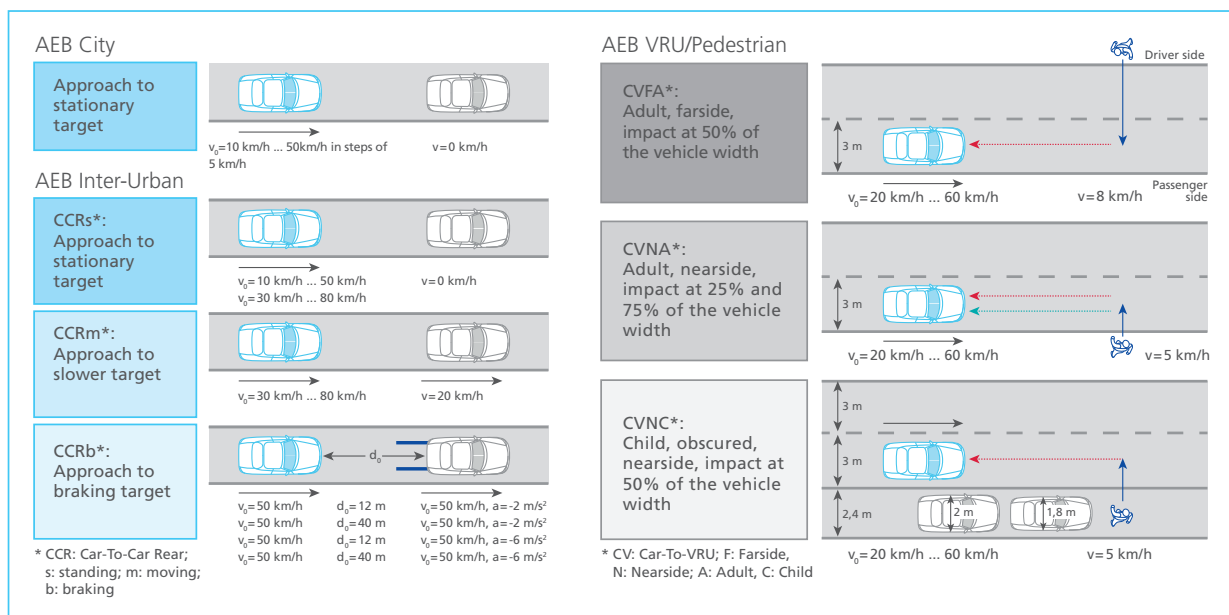 AEB City
Approach to
stationary
target
v₀=10 km/h ... 50km/h in steps of
5 km/h
v=0 km/h
AEB Inter-Urban
CCRs*:
Approach to
stationary
target
v₀=10 km/h ... 50 km/h
v₀=30 km/h ... 80 km/h
v=0 km/h
CCRm*:
Approach to
slower target
v₀=30 km/h ... 80 km/h
v=20 km/h
CCRb*:
Approach to
braking target
d₀
v₀=50 km/h d₀=12 m v₀=50 km/h, a=-2 m/s²
v₀=50 km/h d₀=40 m v₀=50 km/h, a=-2 m/s²
v₀=50 km/h d₀=12 m v₀=50 km/h, a=-6 m/s²
v₀=50 km/h d₀=40 m v₀=50 km/h, a=-6 m/s²
* CCR: Car-To-Car Rear;
s: standing; m: moving;
b: braking
AEB VRU/Pedestrian
CVFA*:
Adult, farside,
impact at 50% of
the vehicle width
Driver side
3 m
Passenger
side
v₀=20 km/h ... 60 km/h
v=8 km/h
CVNA*:
Adult, nearside,
impact at 25% and
75% of the vehicle
width
3 m
v₀=20 km/h ... 60 km/h
v=5 km/h
CVNC*:
Child, obscured,
nearside, impact at
50% of the vehicle
width
3 m
3 m
2,4 m
2 m
1,8 m
v₀=20 km/h ... 60 km/h
v=5 km/h
* CV: Car-To-VRU; F: Farside,
N: Nearside; A: Adult, C: Child